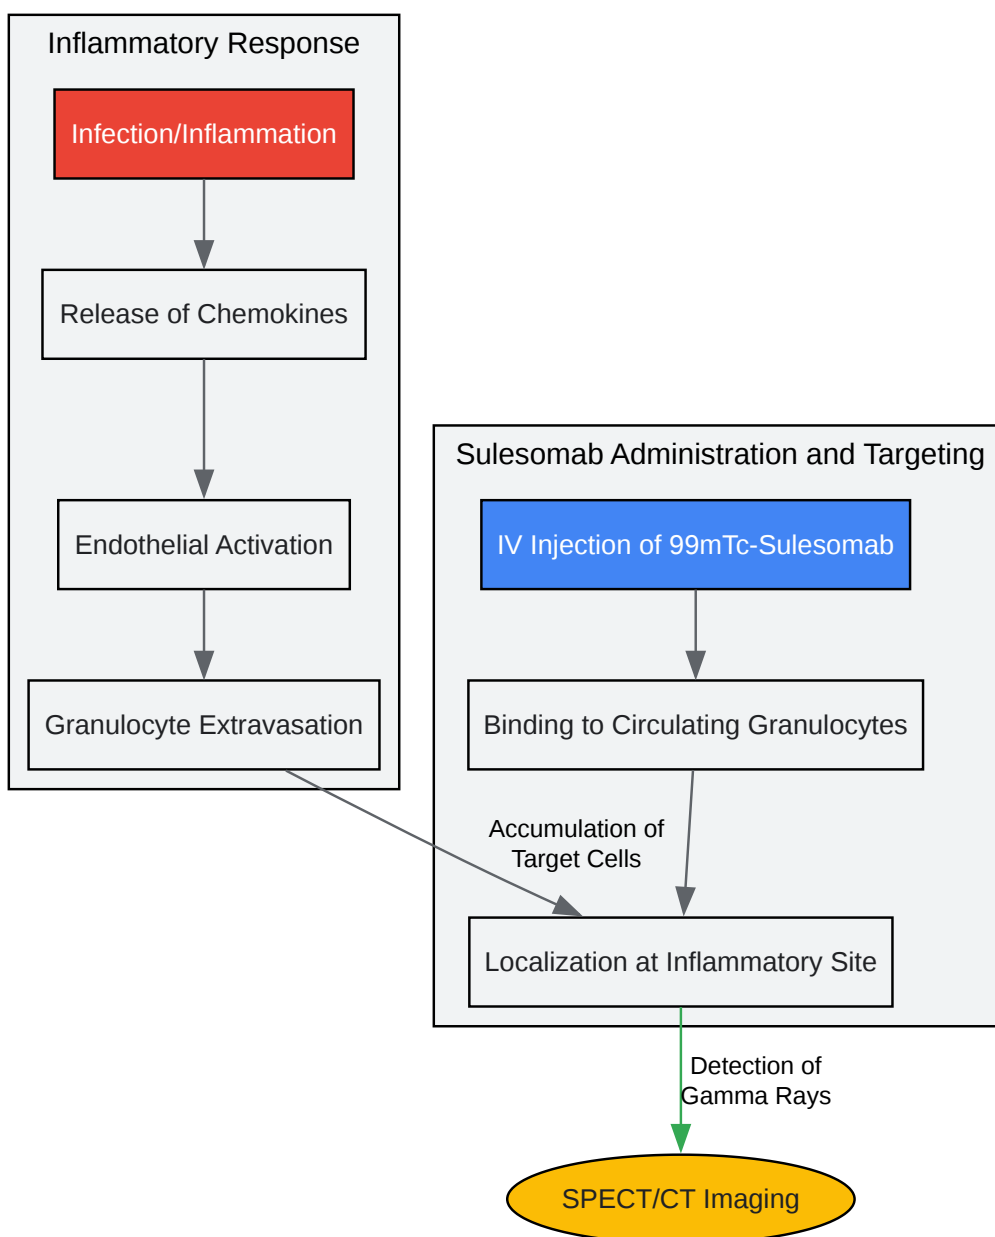 Inflammatory Response
Infection/Inflammation
Release of Chemokines
Endothelial Activation
Granulocyte Extravasation
Sulesomab Administration and Targeting
IV Injection of 99mTc-Sulesomab
Binding to Circulating Granulocytes
Accumulation of
Target Cells
Localization at Inflammatory Site
Detection of
Gamma Rays
SPECT/CT Imaging